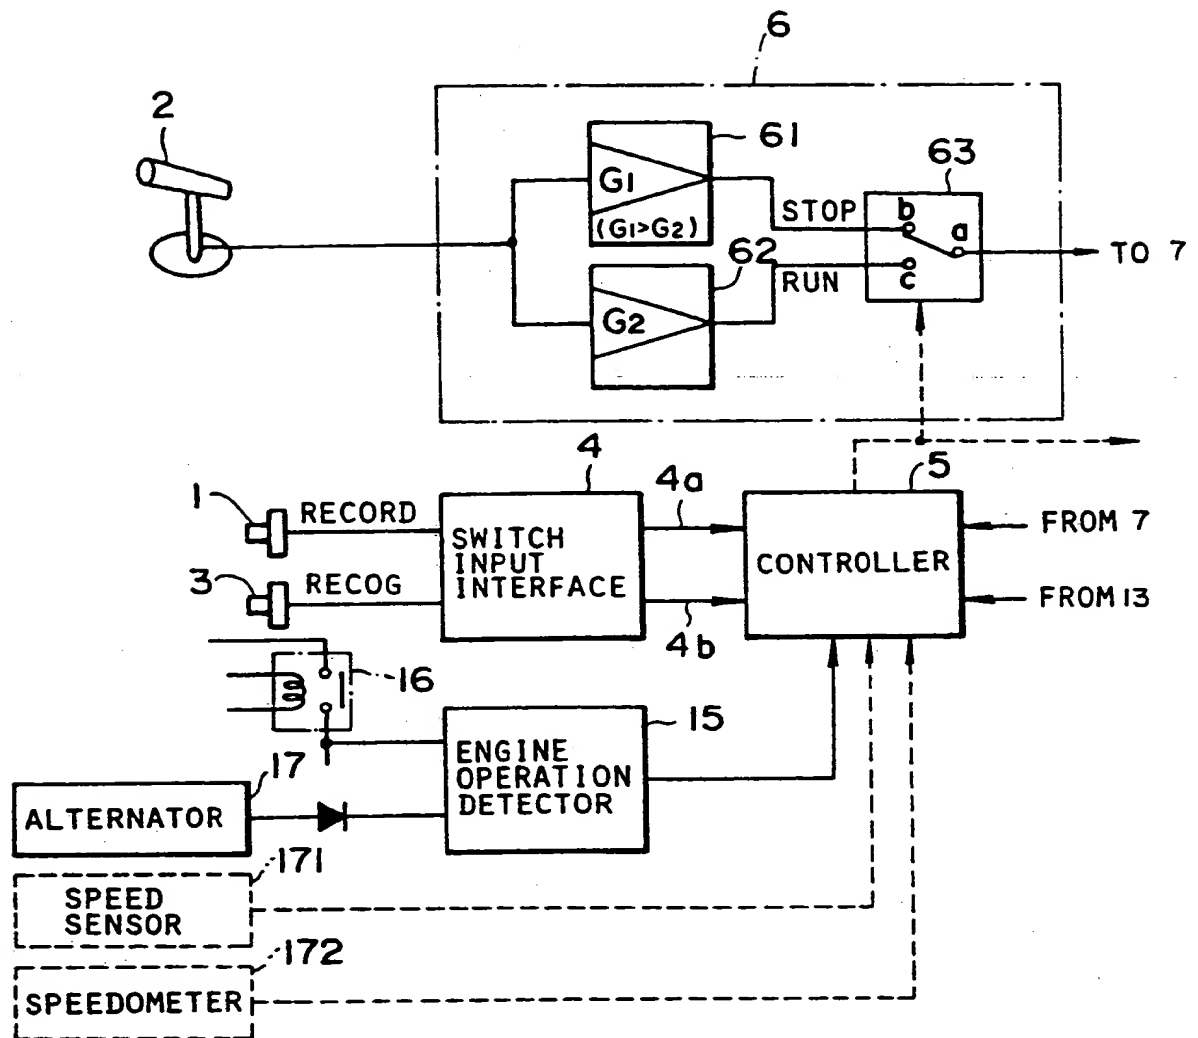 6
2
61
63
G1
(G1>G2)
STOP
b
a
TO 7
62
RUN
c
G2
4
5
1
RECORD
4a
FROM 7
SWITCH
INPUT
INTERFACE
CONTROLLER
3
RECOG
FROM 13
4b
16
15
17
ENGINE
OPERATION
DETECTOR
ALTERNATOR
171
SPEED
SENSOR
172
SPEEDOMETER